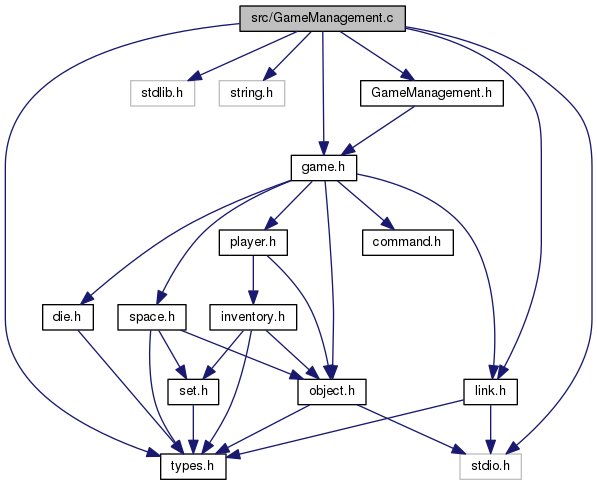 src/GameManagement.c
stdlib.h
string.h
GameManagement.h
game.h
player.h
command.h
die.h
space.h
inventory.h
set.h
object.h
link.h
types.h
stdio.h